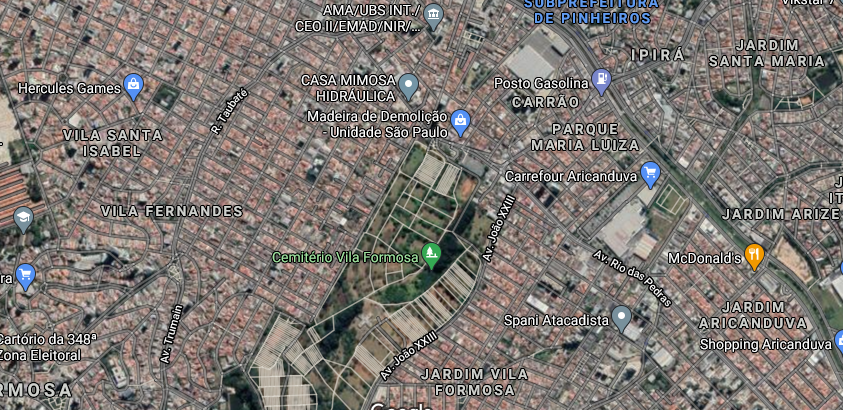 SUBPREFEITURA
DE PINHEIROS
AMA/UBS INT./
CEO II/EMAD/NIR/...
IPIRÁ
JARDIM
SANTA MARIA
Hercules Games
CASA MIMOSA
HIDRÁULICA
Posto Gasolina
CARRÃO
R. Taubaté
Madeira de Demolição
- Unidade São Paulo
VILA SANTA
ISABEL
PARQUE
MARIA LUIZA
Carrefour Aricanduva
VILA FERNANDES
JARDIM ARIZE
Av. João XXIII
Cemitério Vila Formosa
McDonald's
Av. Rio das Pedras
ra
Av. Trumain
Spani Atacadista
JARDIM
ARICANDUVA
Cartório da 348ª
Zona Eleitoral
Av. João XXIII
Shopping Aricanduva
JARDIM VILA
FORMOSA
RMOSA
Google